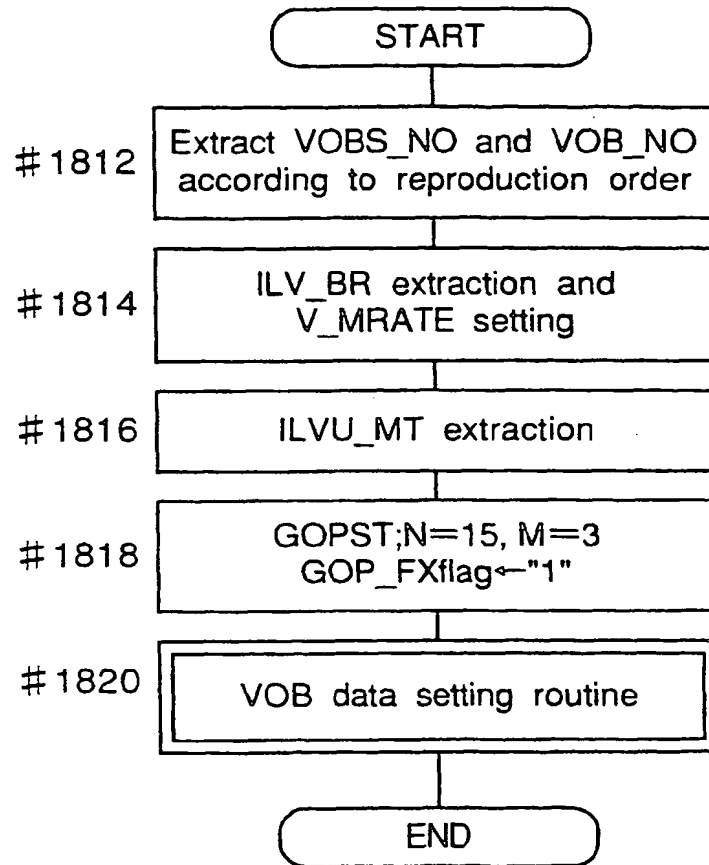 START
#1812
Extract VOBS_NO and VOB_NO
according to reproduction order
#1814
ILV_BR extraction and
V_MRATE setting
#1816
ILVU_MT extraction
#1818
GOPST;N=15, M=3
GOP_FXflag←"1"
#1820
VOB data setting routine
END